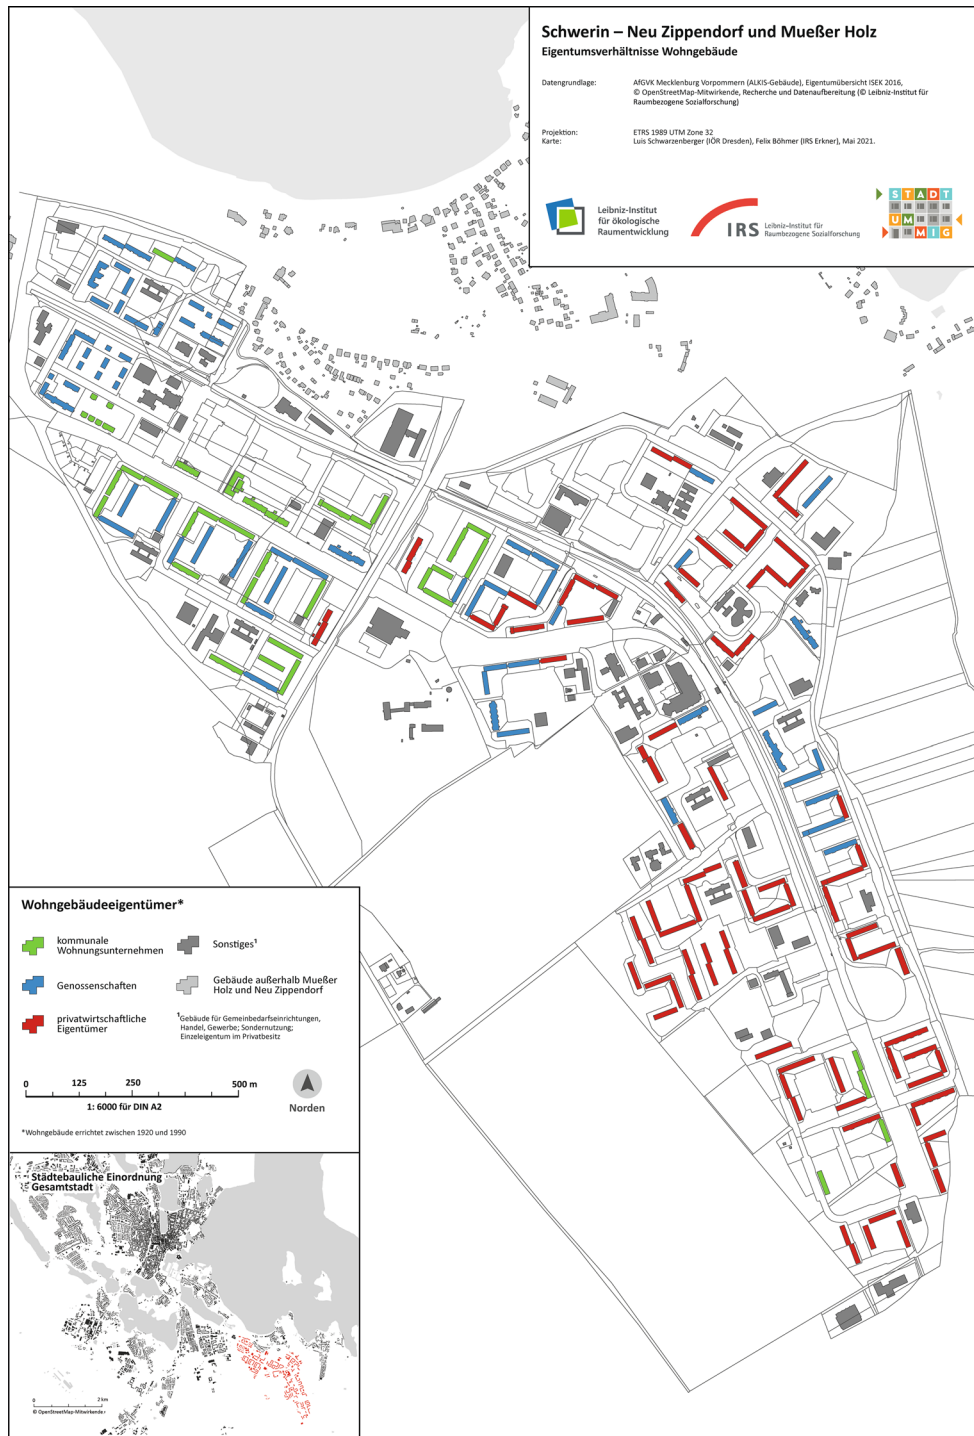 Schwerin – Neu Zippendorf und Mueßer Holz
Eigentumsverhältnisse Wohngebäude
Datengrundlage: AfGVK Mecklenburg Vorpommern (ALKIS-Gebäude), Eigentumübersicht ISEK 2016,
© OpenStreetMap-Mitwirkende, Recherche und Datenaufbereitung (© Leibniz-Institut für
Raumbezogene Sozialforschung)
Projektion: ETRS 1989 UTM Zone 32
Karte: Luis Schwarzenberger (IÖR Dresden), Felix Böhmer (IRS Erkner), Mai 2021.
Leibniz-Institut
für ökologische
Raumentwicklung
IRS Leibniz-Institut für
Raumbezogene Sozialforschung
STADT
UM
MIG
Wohngebäudeeigentümer*
kommunale
Wohnungsunternehmen
Genossenschaften
privatwirtschaftliche
Eigentümer
Sonstiges¹
Gebäude außerhalb Mueßer
Holz und Neu Zippendorf
¹Gebäude für Gemeinbedarfseinrichtungen,
Handel, Gewerbe; Sondernutzung;
Einzeleigentum im Privatbesitz
0 125 250 500 m
1: 6000 für DIN A2
Norden
*Wohngebäude errichtet zwischen 1920 und 1990
Städtebauliche Einordnung
Gesamtstadt
0 2 km
© OpenStreetMap-Mitwirkende